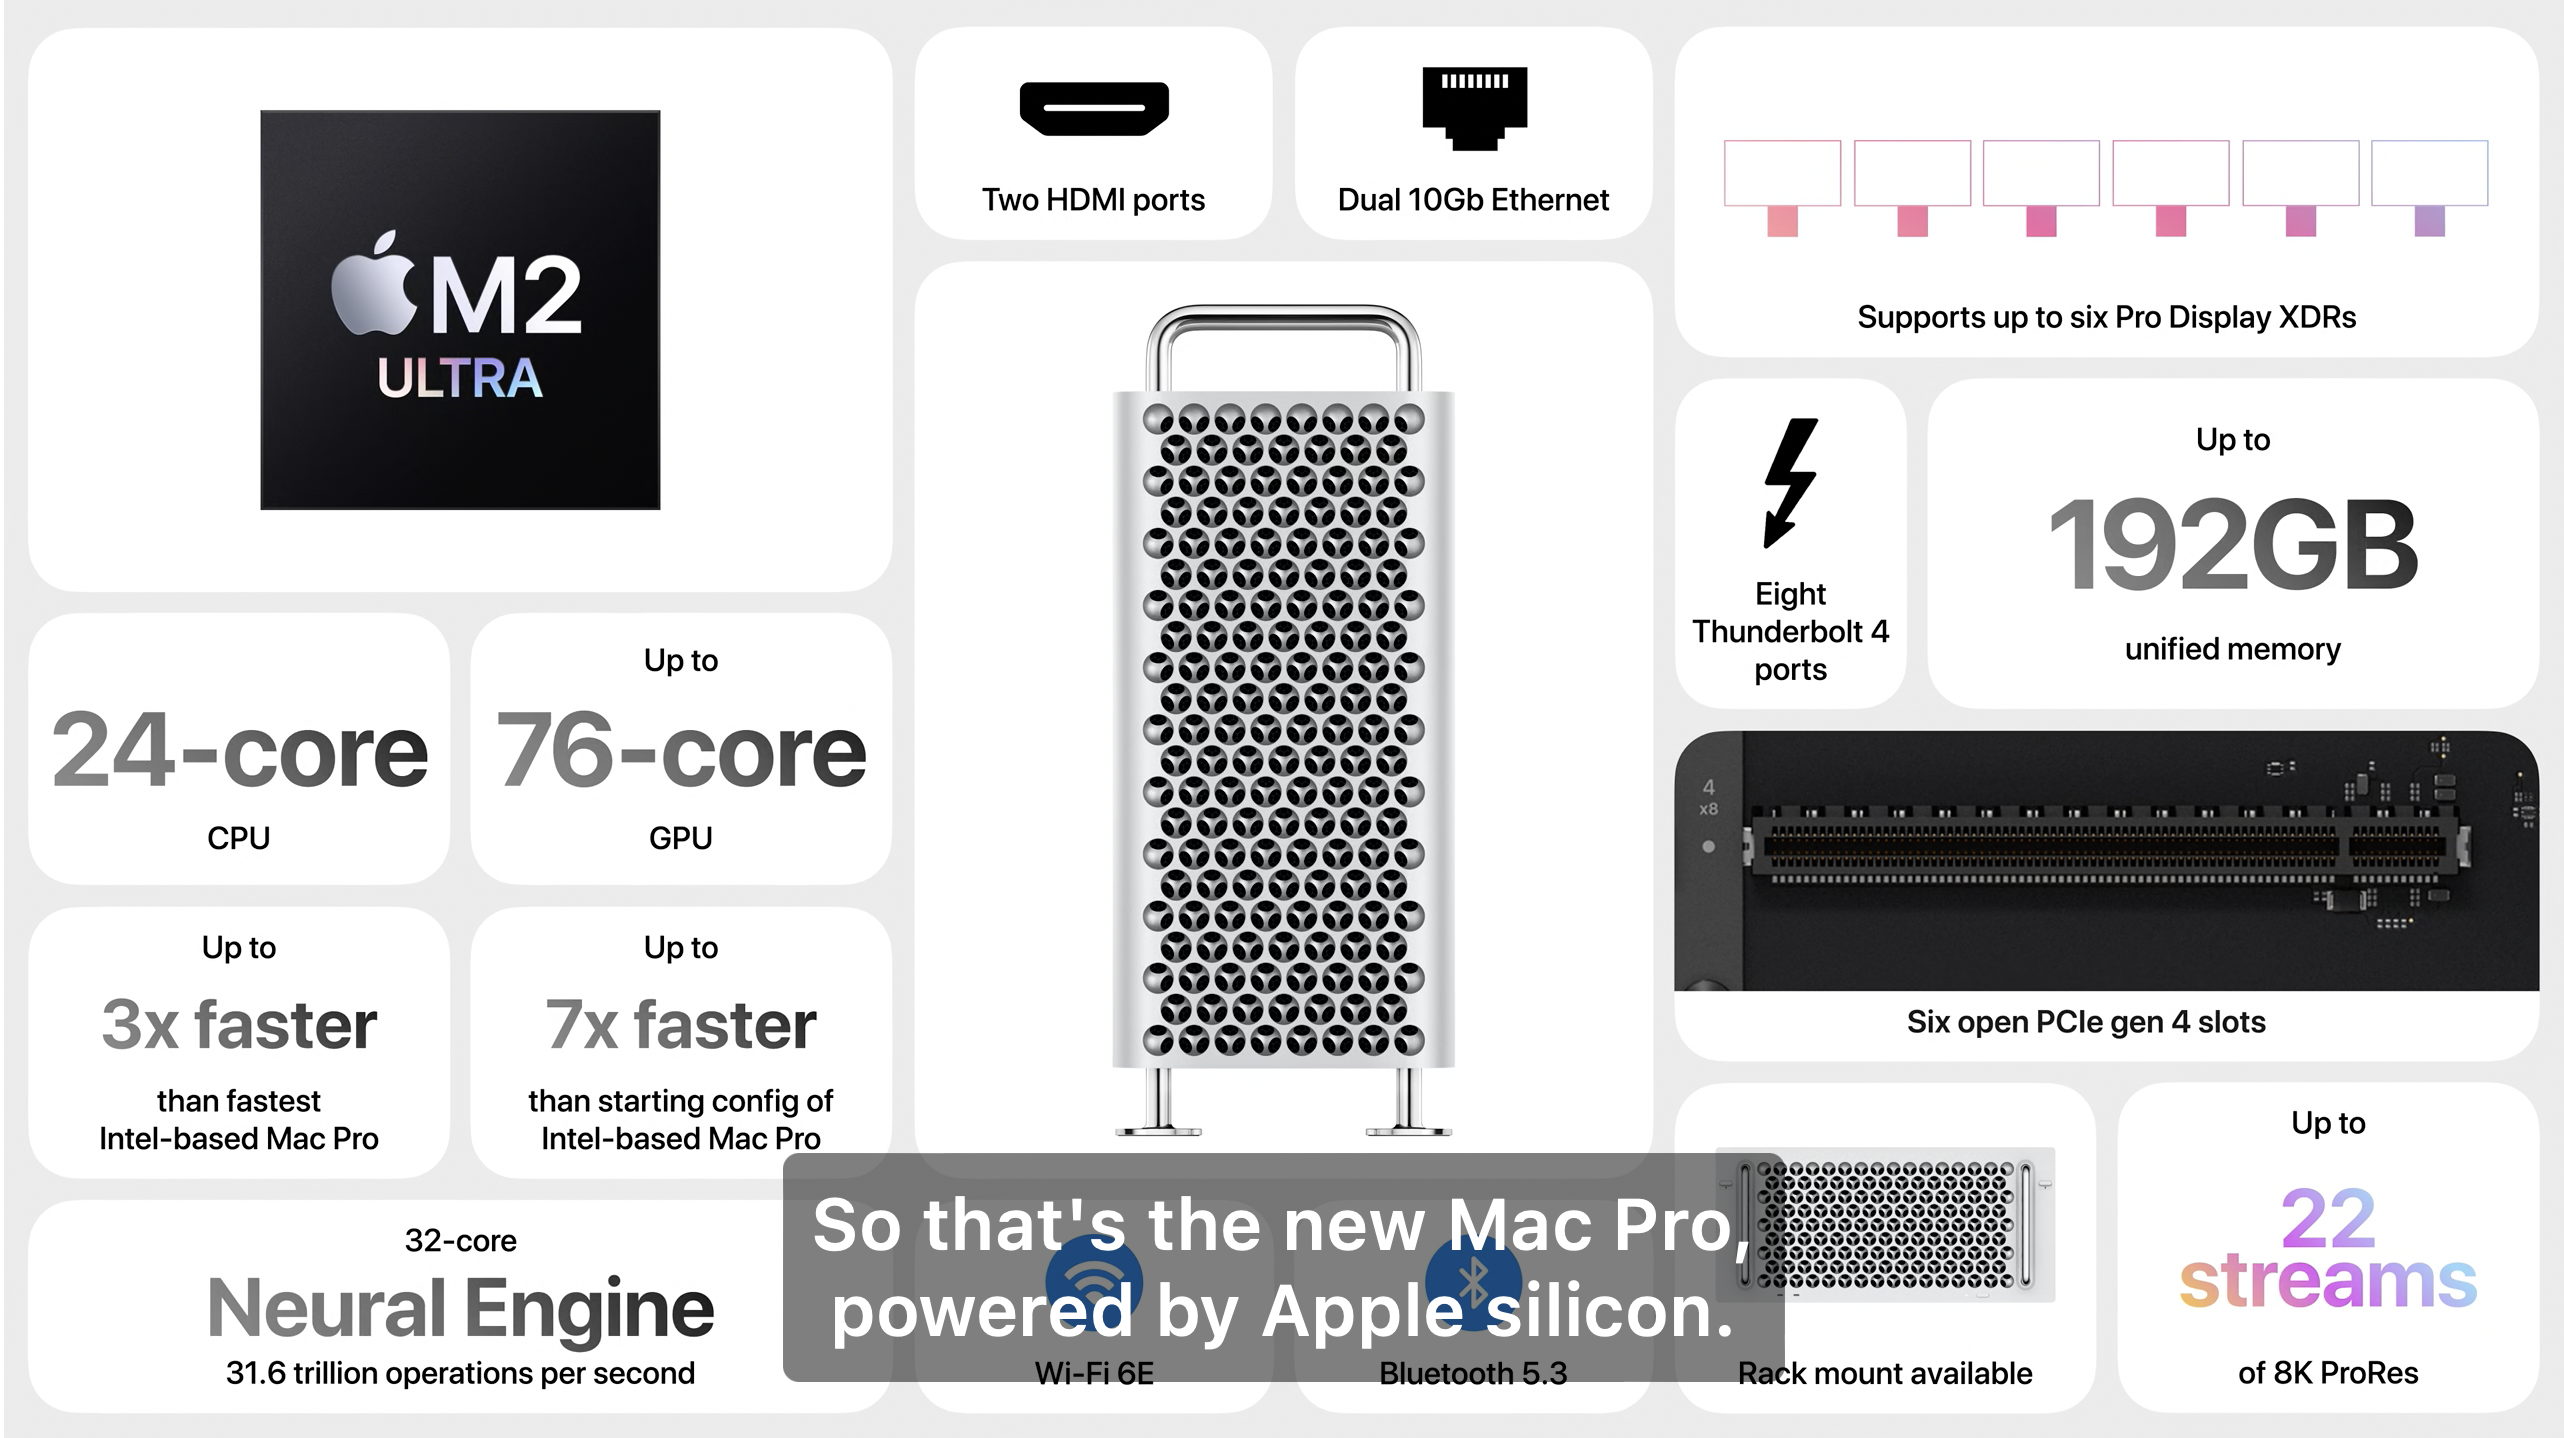 M2
ULTRA
Two HDMI ports
Dual 10Gb Ethernet
Supports up to six Pro Display XDRs
Eight
Thunderbolt 4
ports
Up to
192GB
unified memory
24-core
CPU
Up to
76-core
GPU
4
x8
Six open PCIe gen 4 slots
Up to
3x faster
than fastest
Intel-based Mac Pro
Up to
7x faster
than starting config of
Intel-based Mac Pro
32-core
Neural Engine
31.6 trillion operations per second
Wi-Fi 6E
Bluetooth 5.3
Rack mount available
Up to
22
streams
of 8K ProRes
So that's the new Mac Pro,
powered by Apple silicon.